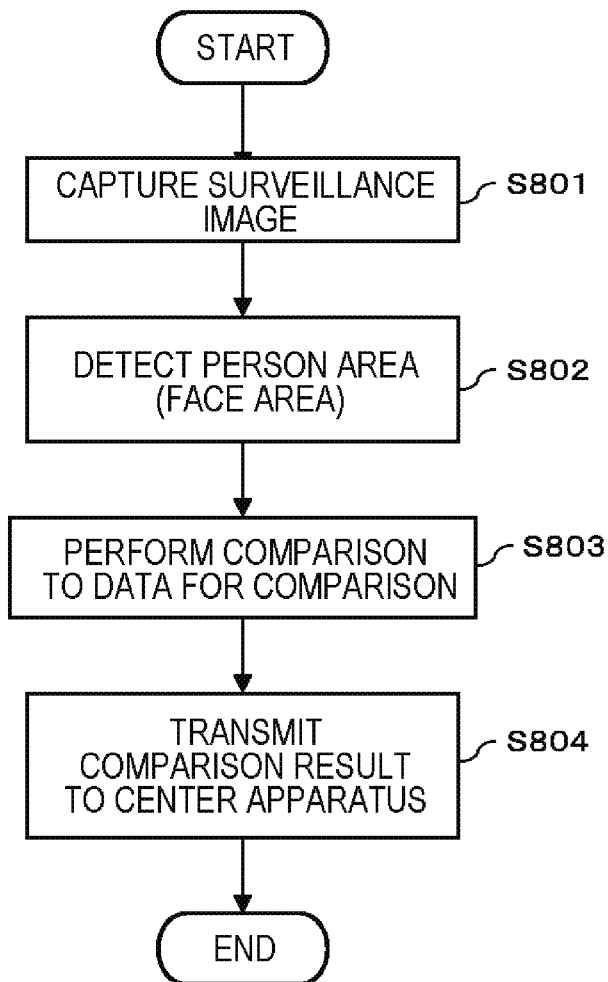 START
CAPTURE SURVEILLANCE
IMAGE
S801
DETECT PERSON AREA
(FACE AREA)
S802
PERFORM COMPARISON
TO DATA FOR COMPARISON
S803
TRANSMIT
COMPARISON RESULT
TO CENTER APPARATUS
S804
END